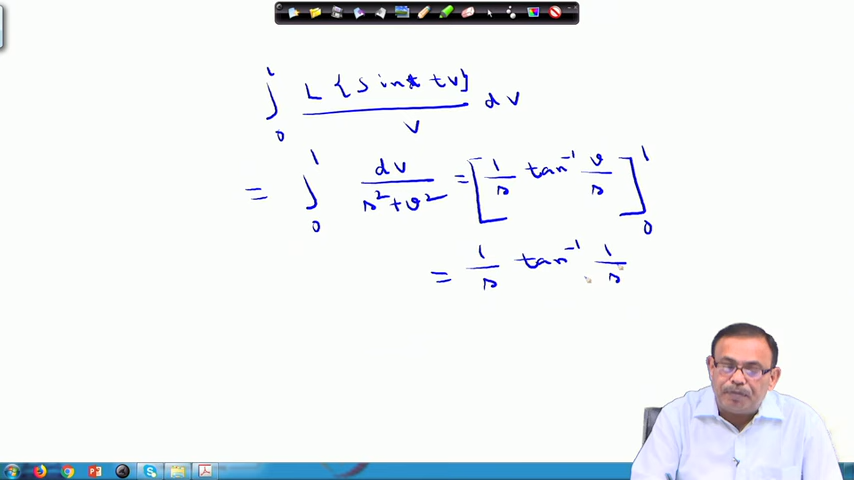 ∫₀¹ L{sin tv}/v dv
= ∫₀¹ dv/(s²+v²) = [1/s tan⁻¹ v/s]₀¹
= 1/s tan⁻¹ 1/s